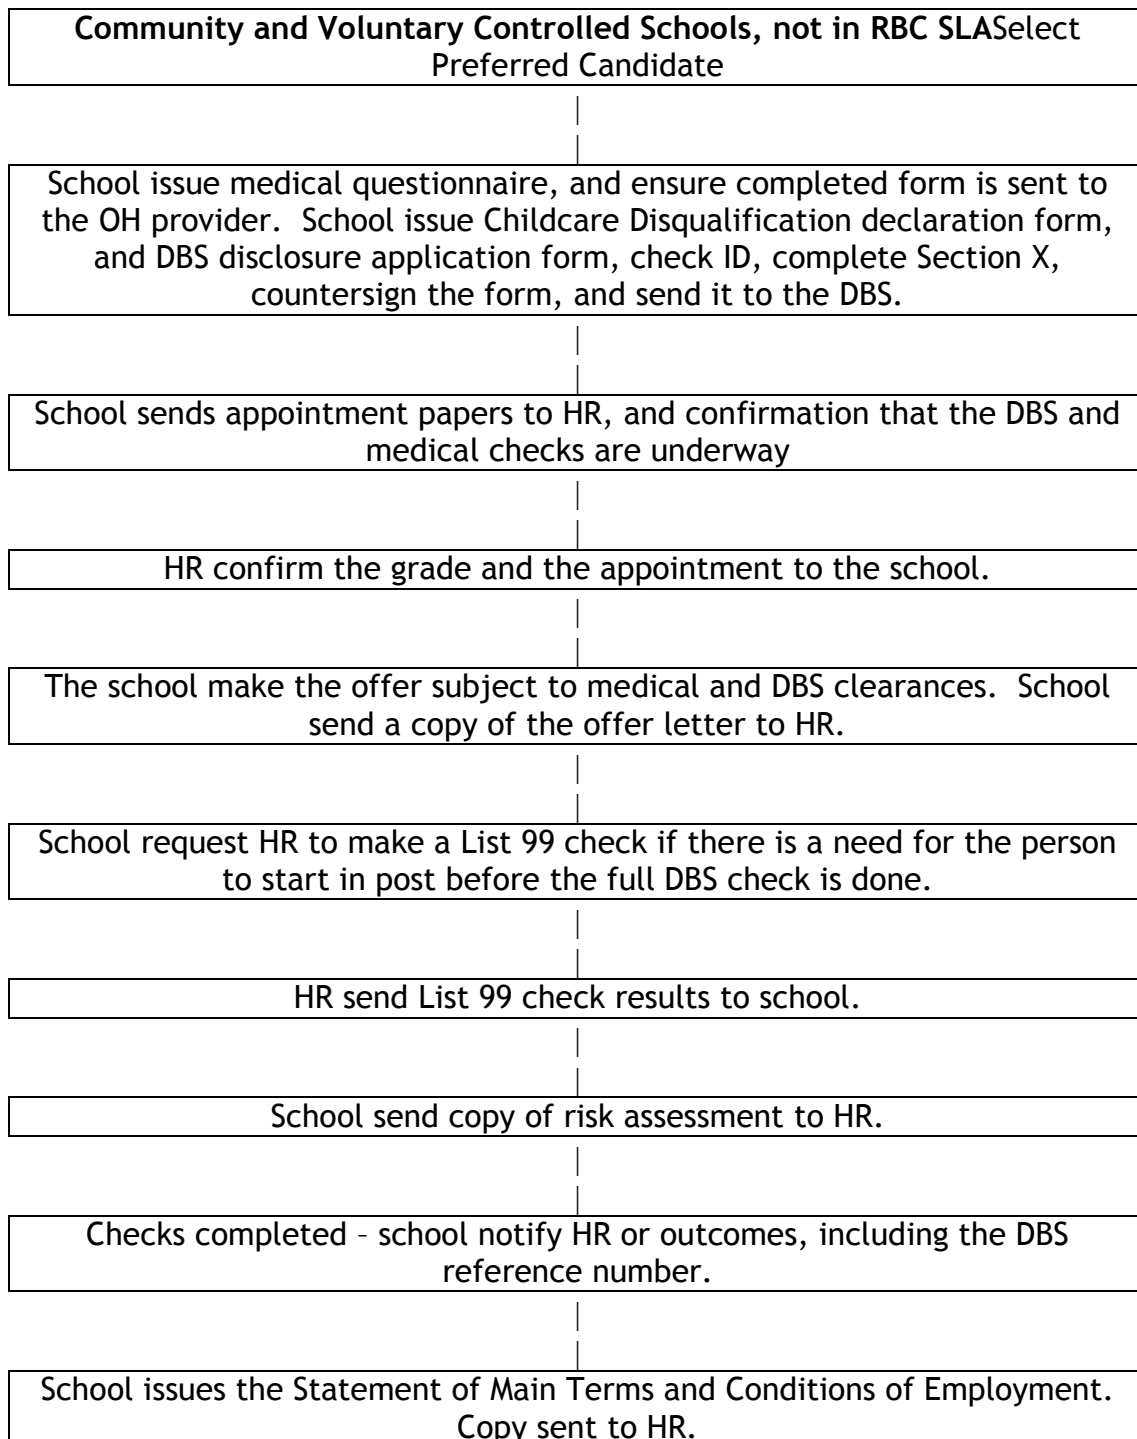 Community and Voluntary Controlled Schools, not in RBC SLASelect
Preferred Candidate
School issue medical questionnaire, and ensure completed form is sent to
the OH provider.  School issue Childcare Disqualification declaration form,
and DBS disclosure application form, check ID, complete Section X,
countersign the form, and send it to the DBS.
School sends appointment papers to HR, and confirmation that the DBS and
medical checks are underway
HR confirm the grade and the appointment to the school.
The school make the offer subject to medical and DBS clearances.  School
send a copy of the offer letter to HR.
School request HR to make a List 99 check if there is a need for the person
to start in post before the full DBS check is done.
HR send List 99 check results to school.
School send copy of risk assessment to HR.
Checks completed – school notify HR or outcomes, including the DBS
reference number.
School issues the Statement of Main Terms and Conditions of Employment.
Copy sent to HR.